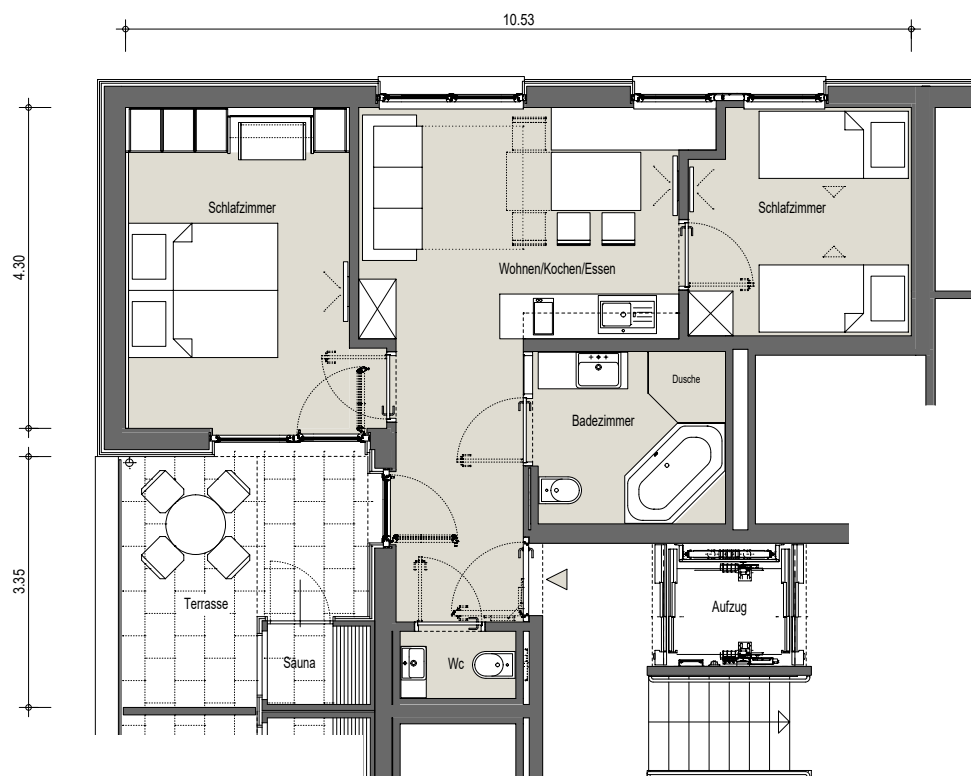 10.53
4.30
Schlafzimmer
Schlafzimmer
Wohnen/Kochen/Essen
Dusche
Badezimmer
3.35
Terrasse
Aufzug
Sauna
Wc